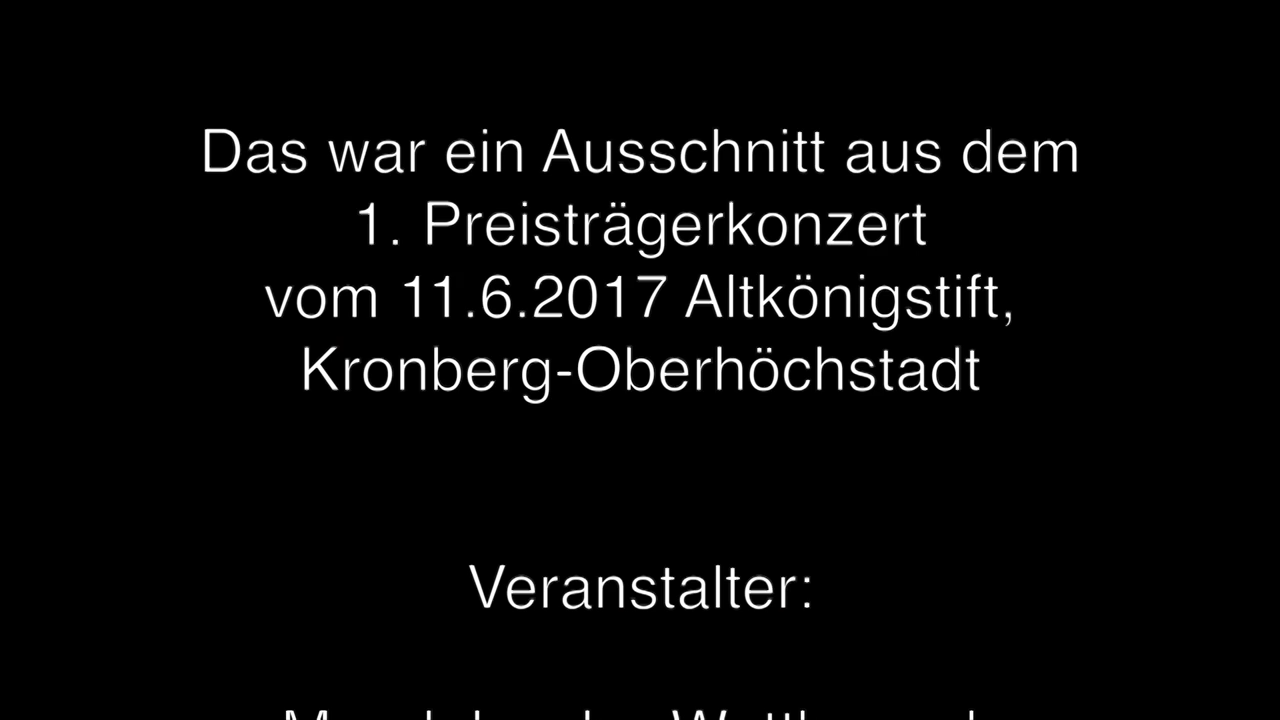 Das war ein Ausschnitt aus dem
1. Preisträgerkonzert
vom 11.6.2017 Altkönigstift,
Kronberg-Oberhöchstadt
Veranstalter: